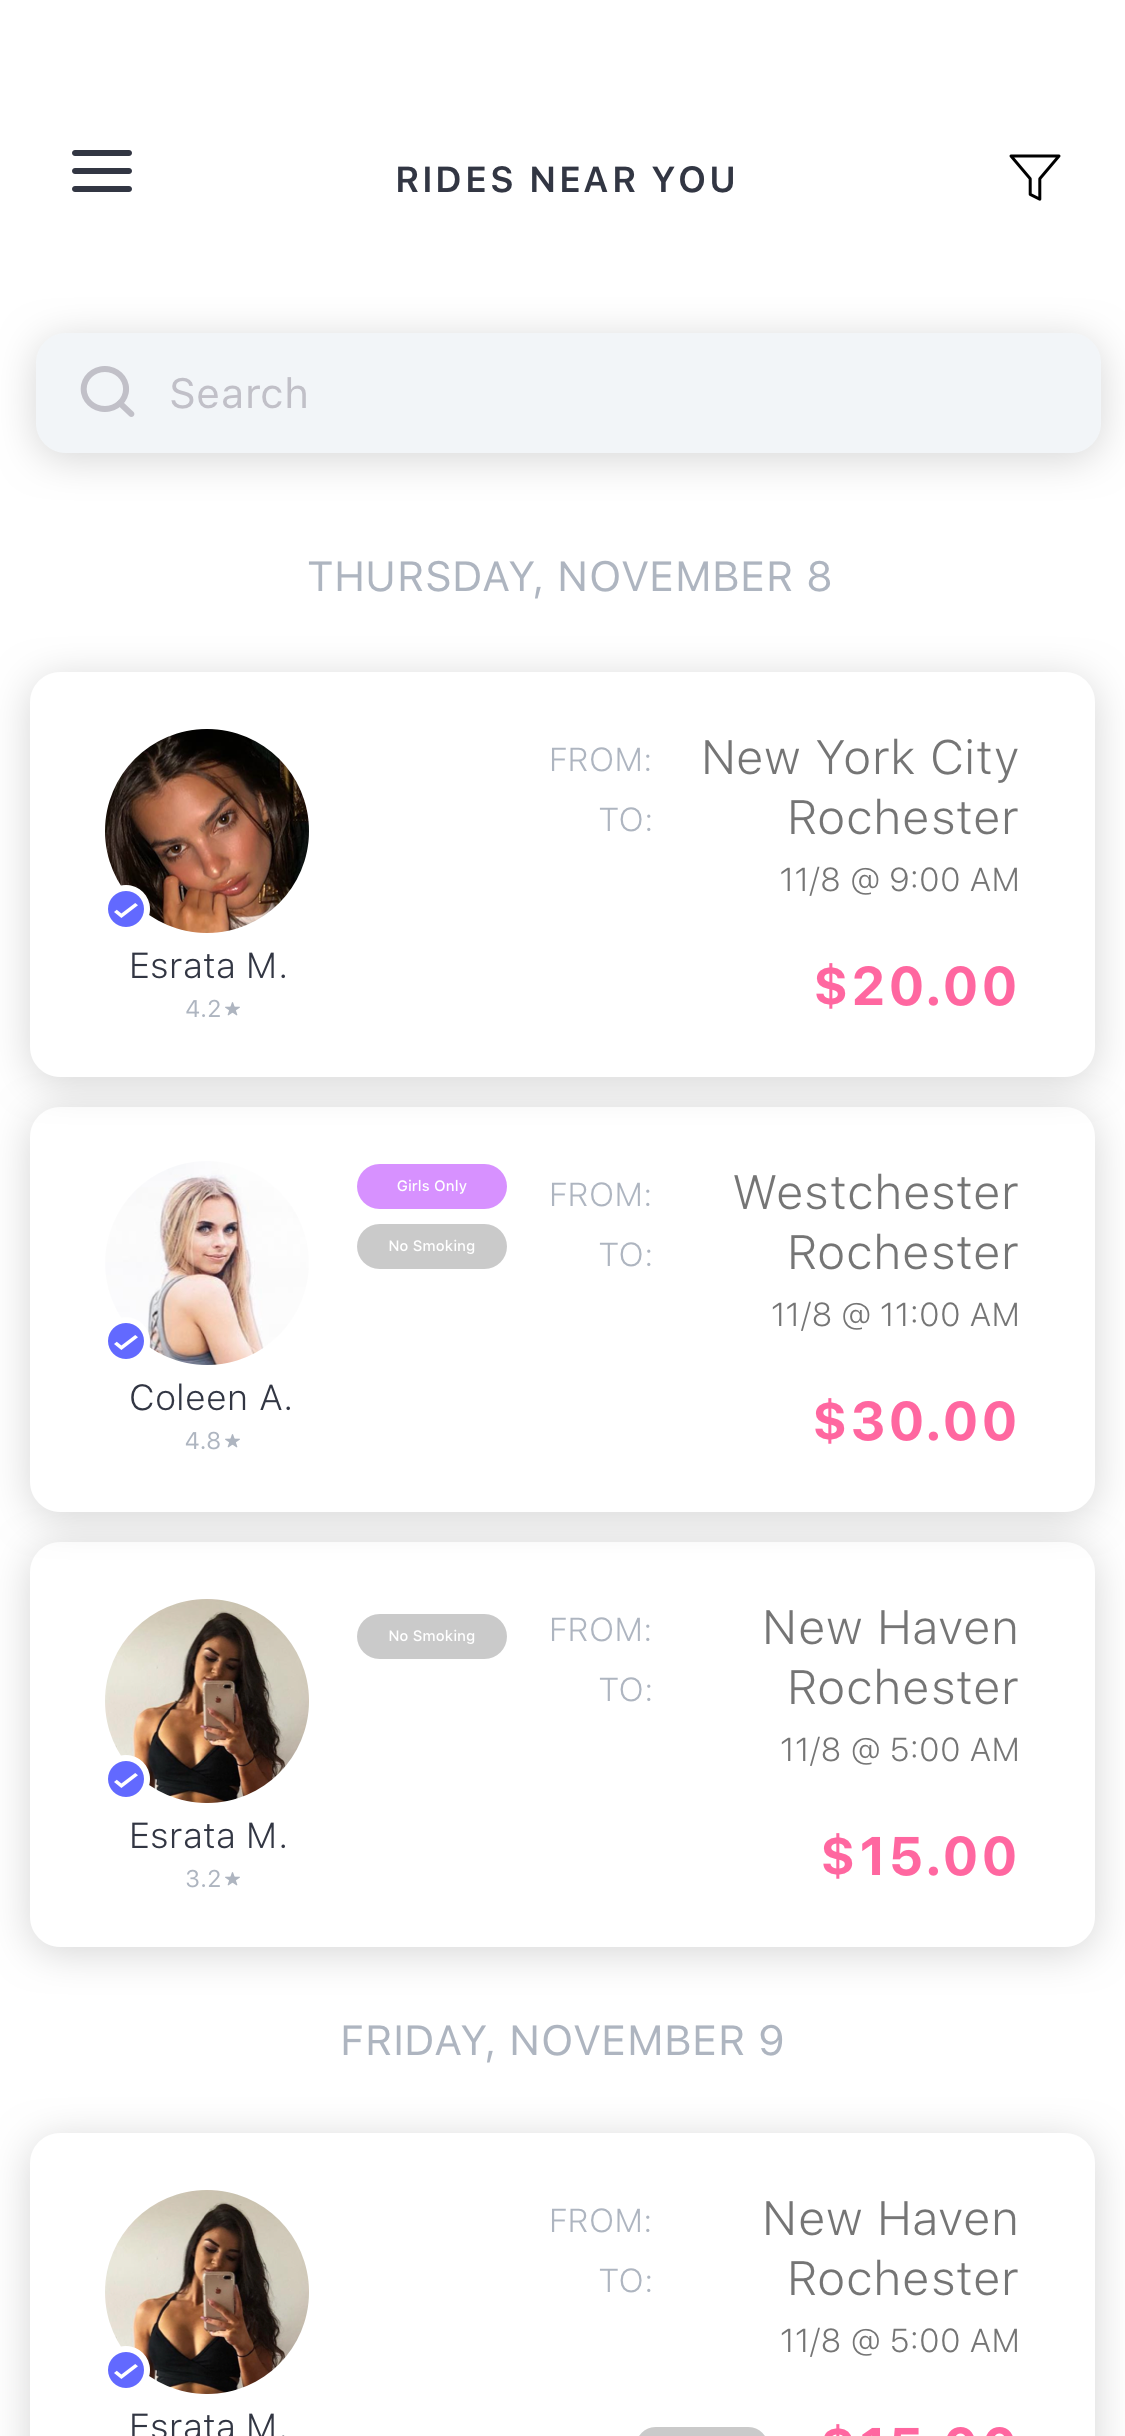 RIDES NEAR YOU
Search
THURSDAY, NOVEMBER 8
FROM: New York City
TO: Rochester
11/8 @ 9:00 AM
Esrata M.
4.2★
$20.00
Girls Only
No Smoking
FROM: Westchester
TO: Rochester
11/8 @ 11:00 AM
Coleen A.
4.8★
$30.00
No Smoking
FROM: New Haven
TO: Rochester
11/8 @ 5:00 AM
Esrata M.
3.2★
$15.00
FRIDAY, NOVEMBER 9
FROM: New Haven
TO: Rochester
11/8 @ 5:00 AM
Esrata M.
$15.00